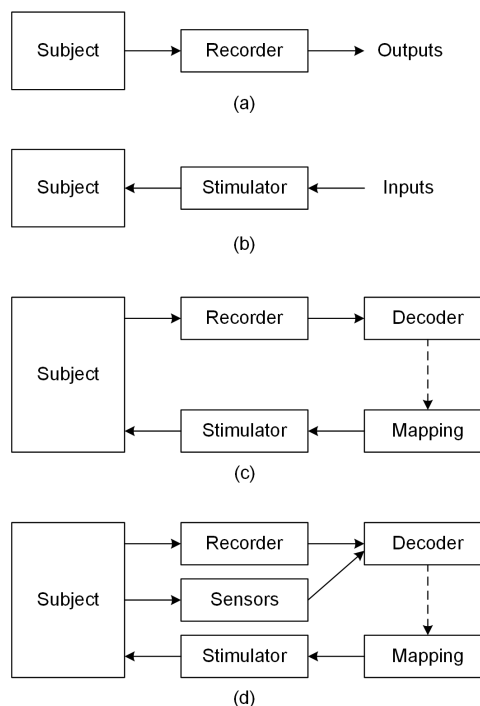 Subject
Recorder
Outputs
(a)
Subject
Stimulator
Inputs
(b)
Subject
Recorder
Decoder
Stimulator
Mapping
(c)
Subject
Recorder
Decoder
Sensors
Stimulator
Mapping
(d)